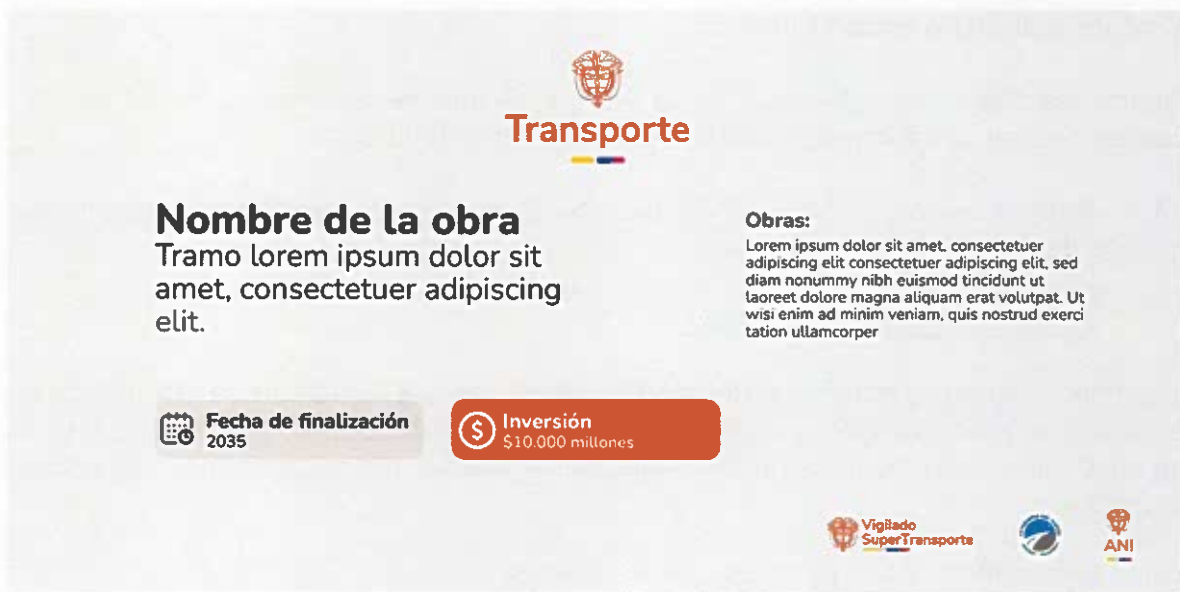 Transporte
Nombre de la obra
Tramo lorem ipsum dolor sit
amet, consectetuer adipiscing
elit.
Obras:
Lorem ipsum dolor sit amet, consectetuer
adipiscing elit consectetuer adipiscing elit, sed
diam nonummy nibh euismod tincidunt ut
laoreet dolore magna aliquam erat volutpat. Ut
wisi enim ad minim veniam, quis nostrud exerci
tation ullamcorper
Fecha de finalización
2035
Inversión
$10.000 millones
Vigilado
SuperTransporte
ANI